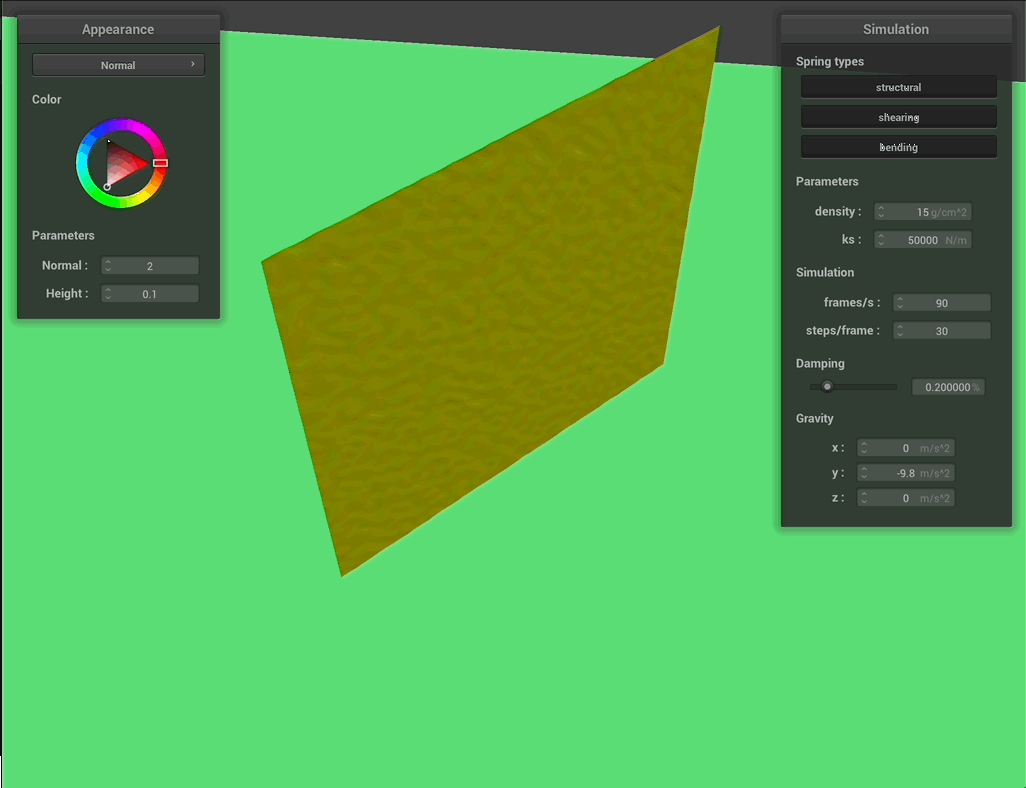 Appearance
Normal
Color
Parameters
Normal : 2
Height : 0.1
Simulation
Spring types
structural
shearing
bending
Parameters
density : 15 g/cm^2
ks : 50000 N/m
Simulation
frames/s : 90
steps/frame : 30
Damping
0.200000 %
Gravity
x : 0 m/s^2
y : -9.8 m/s^2
z : 0 m/s^2